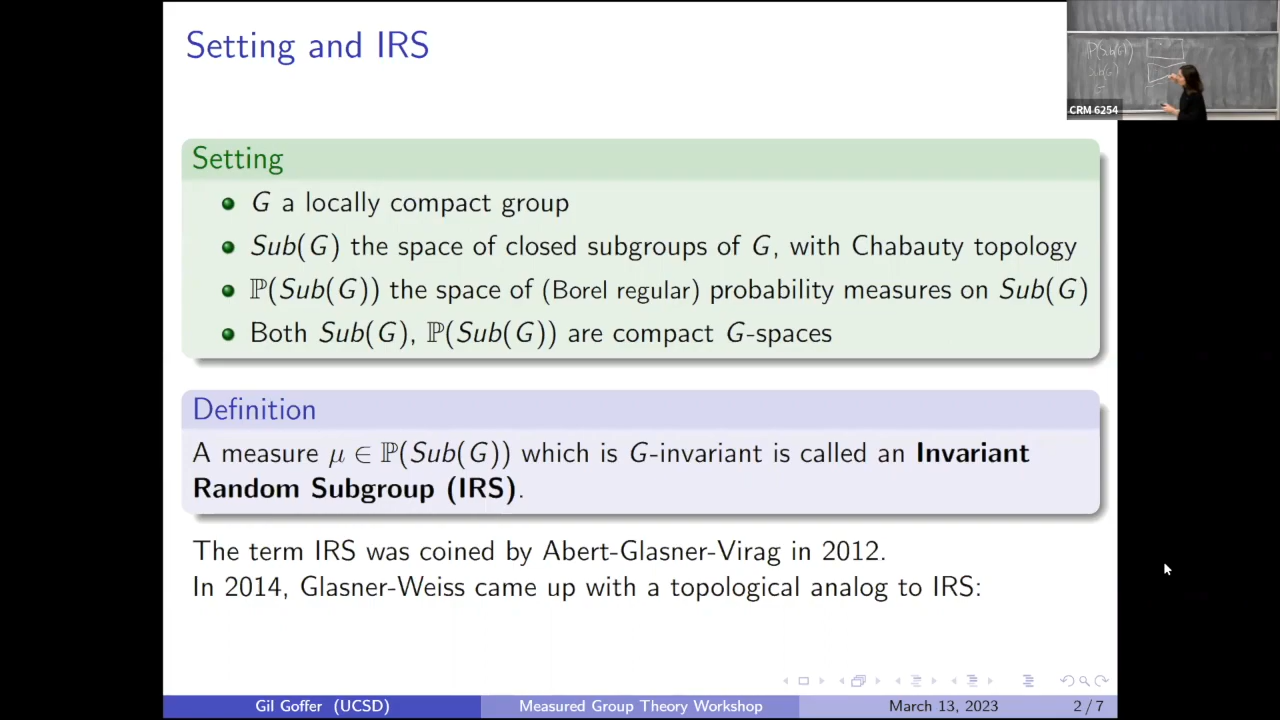 Setting and IRS
P(Sub(G))
Sub(G)
CRM 6254
Setting
G a locally compact group
Sub(G) the space of closed subgroups of G, with Chabauty topology
ℙ(Sub(G)) the space of (Borel regular) probability measures on Sub(G)
Both Sub(G), ℙ(Sub(G)) are compact G-spaces
Definition
A measure μ ∈ ℙ(Sub(G)) which is G-invariant is called an Invariant
Random Subgroup (IRS).
The term IRS was coined by Abert-Glasner-Virag in 2012.
In 2014, Glasner-Weiss came up with a topological analog to IRS:
Gil Goffer (UCSD)
Measured Group Theory Workshop
March 13, 2023
2 / 7